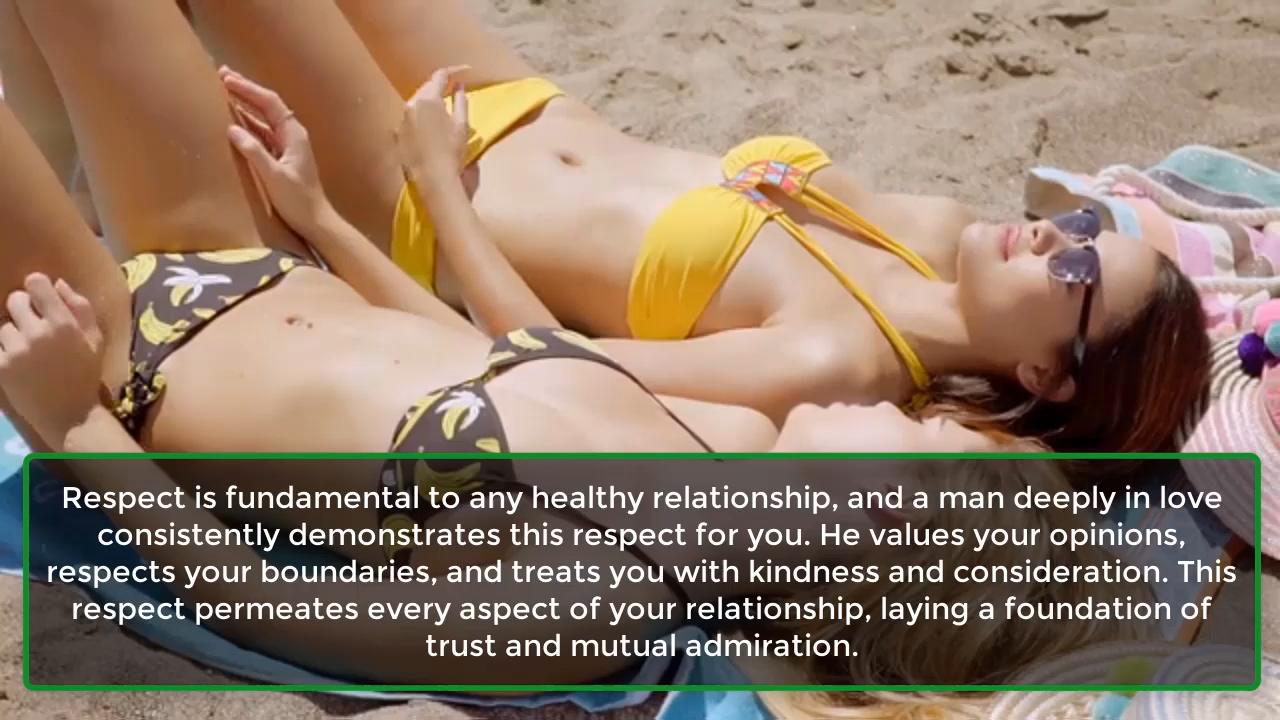 Respect is fundamental to any healthy relationship, and a man deeply in love
consistently demonstrates this respect for you. He values your opinions,
respects your boundaries, and treats you with kindness and consideration. This
respect permeates every aspect of your relationship, laying a foundation of
trust and mutual admiration.